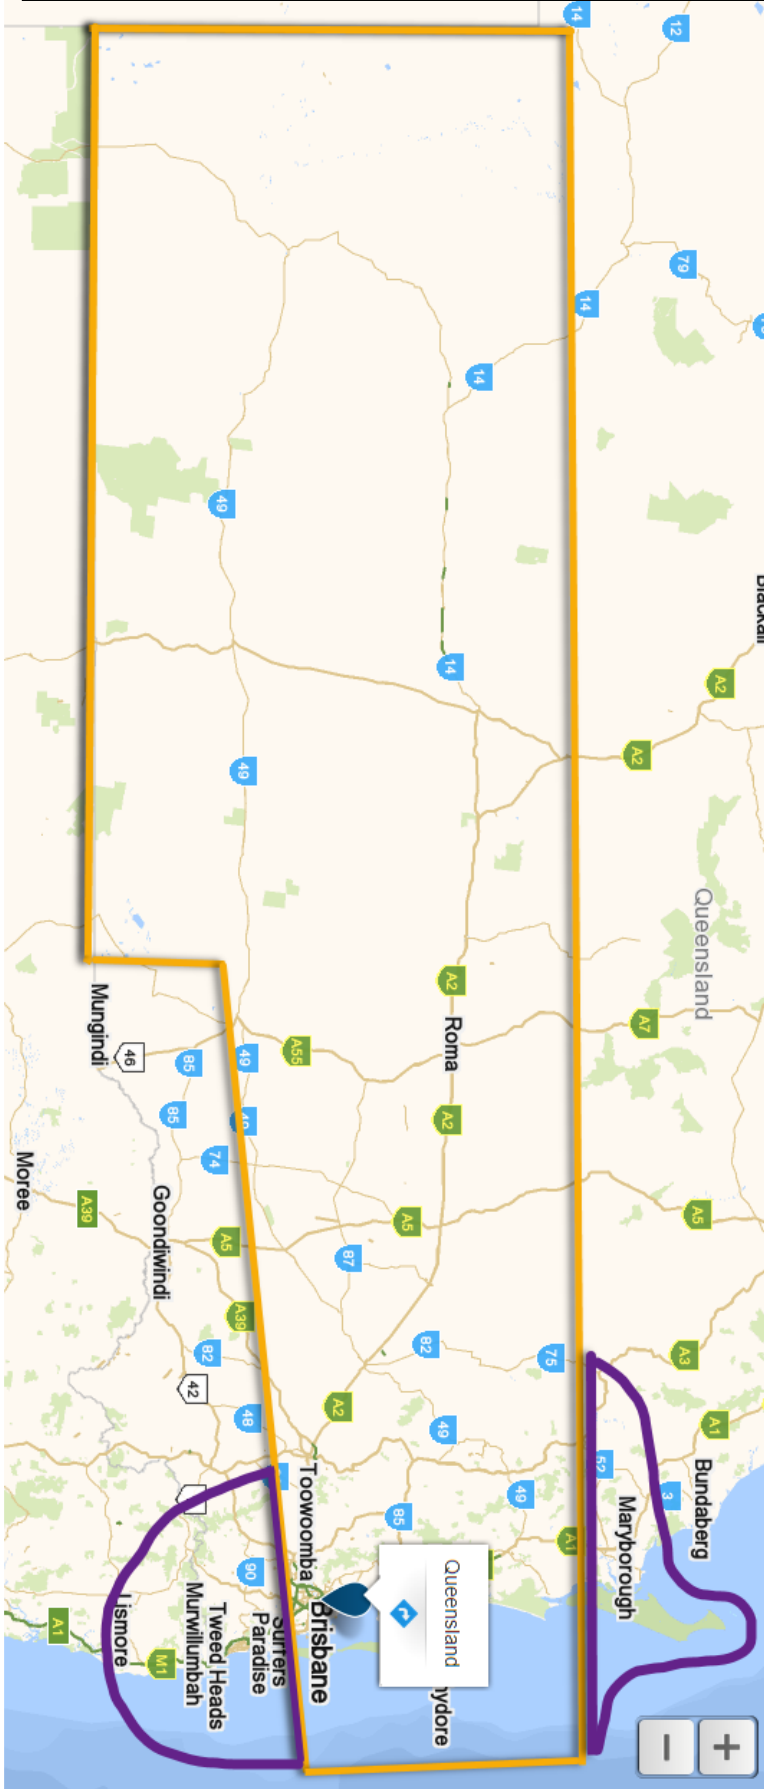 Blackall
+
A2
A1
Queensland
A5
Bundaberg
12
79
A3
3
−
A2
A7
Maryborough
52
14
14
A1
75
49
14
14
A2
Roma
A2
49
Queensland
ydore
82
A5
85
87
A2
Brisbane
Toowoomba
A55
Surfers
Paradise
49
49
49
48
90
A39
49
A5
74
Tweed Heads
82
Murwillumbah
42
85
85
Goondiwindi
M1
46
Lismore
Mungindi
A39
A1
Moree